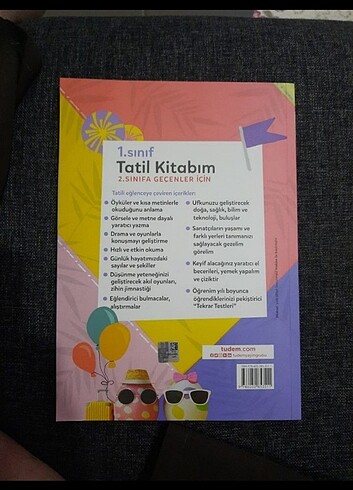 1.sınıf
Tatil Kitabım
2.SINIFA GEÇENLER İÇİN
Tatili eğlenceye çeviren içerikler:
Öyküler ve kısa metinlerle
okuduğunu anlama
Görsele ve metne dayalı
yaratıcı yazma
Drama ve oyunlarla
konuşmayı geliştirme
Hızlı ve etkin okuma
Günlük hayatımızdaki
sayılar ve şekiller
Düşünme yeteneğinizi
geliştirecek akıl oyunları,
zihin jimnastiği
Eğlendirici bulmacalar,
alıştırmalar
Ufkunuzu geliştirecek
doğa, sağlık, bilim ve
teknoloji, buluşlar
Sanatçıların yaşamı ve
farklı yerleri tanımanızı
sağlayacak gezelim
görelim
Keyif alacağınız yaratıcı el
becerileri, yemek yapalım
ve çiziktir
Öğrenim yılı boyunca
öğrendiklerinizi pekiştirici
"Tekrar Testleri"
tudem.com